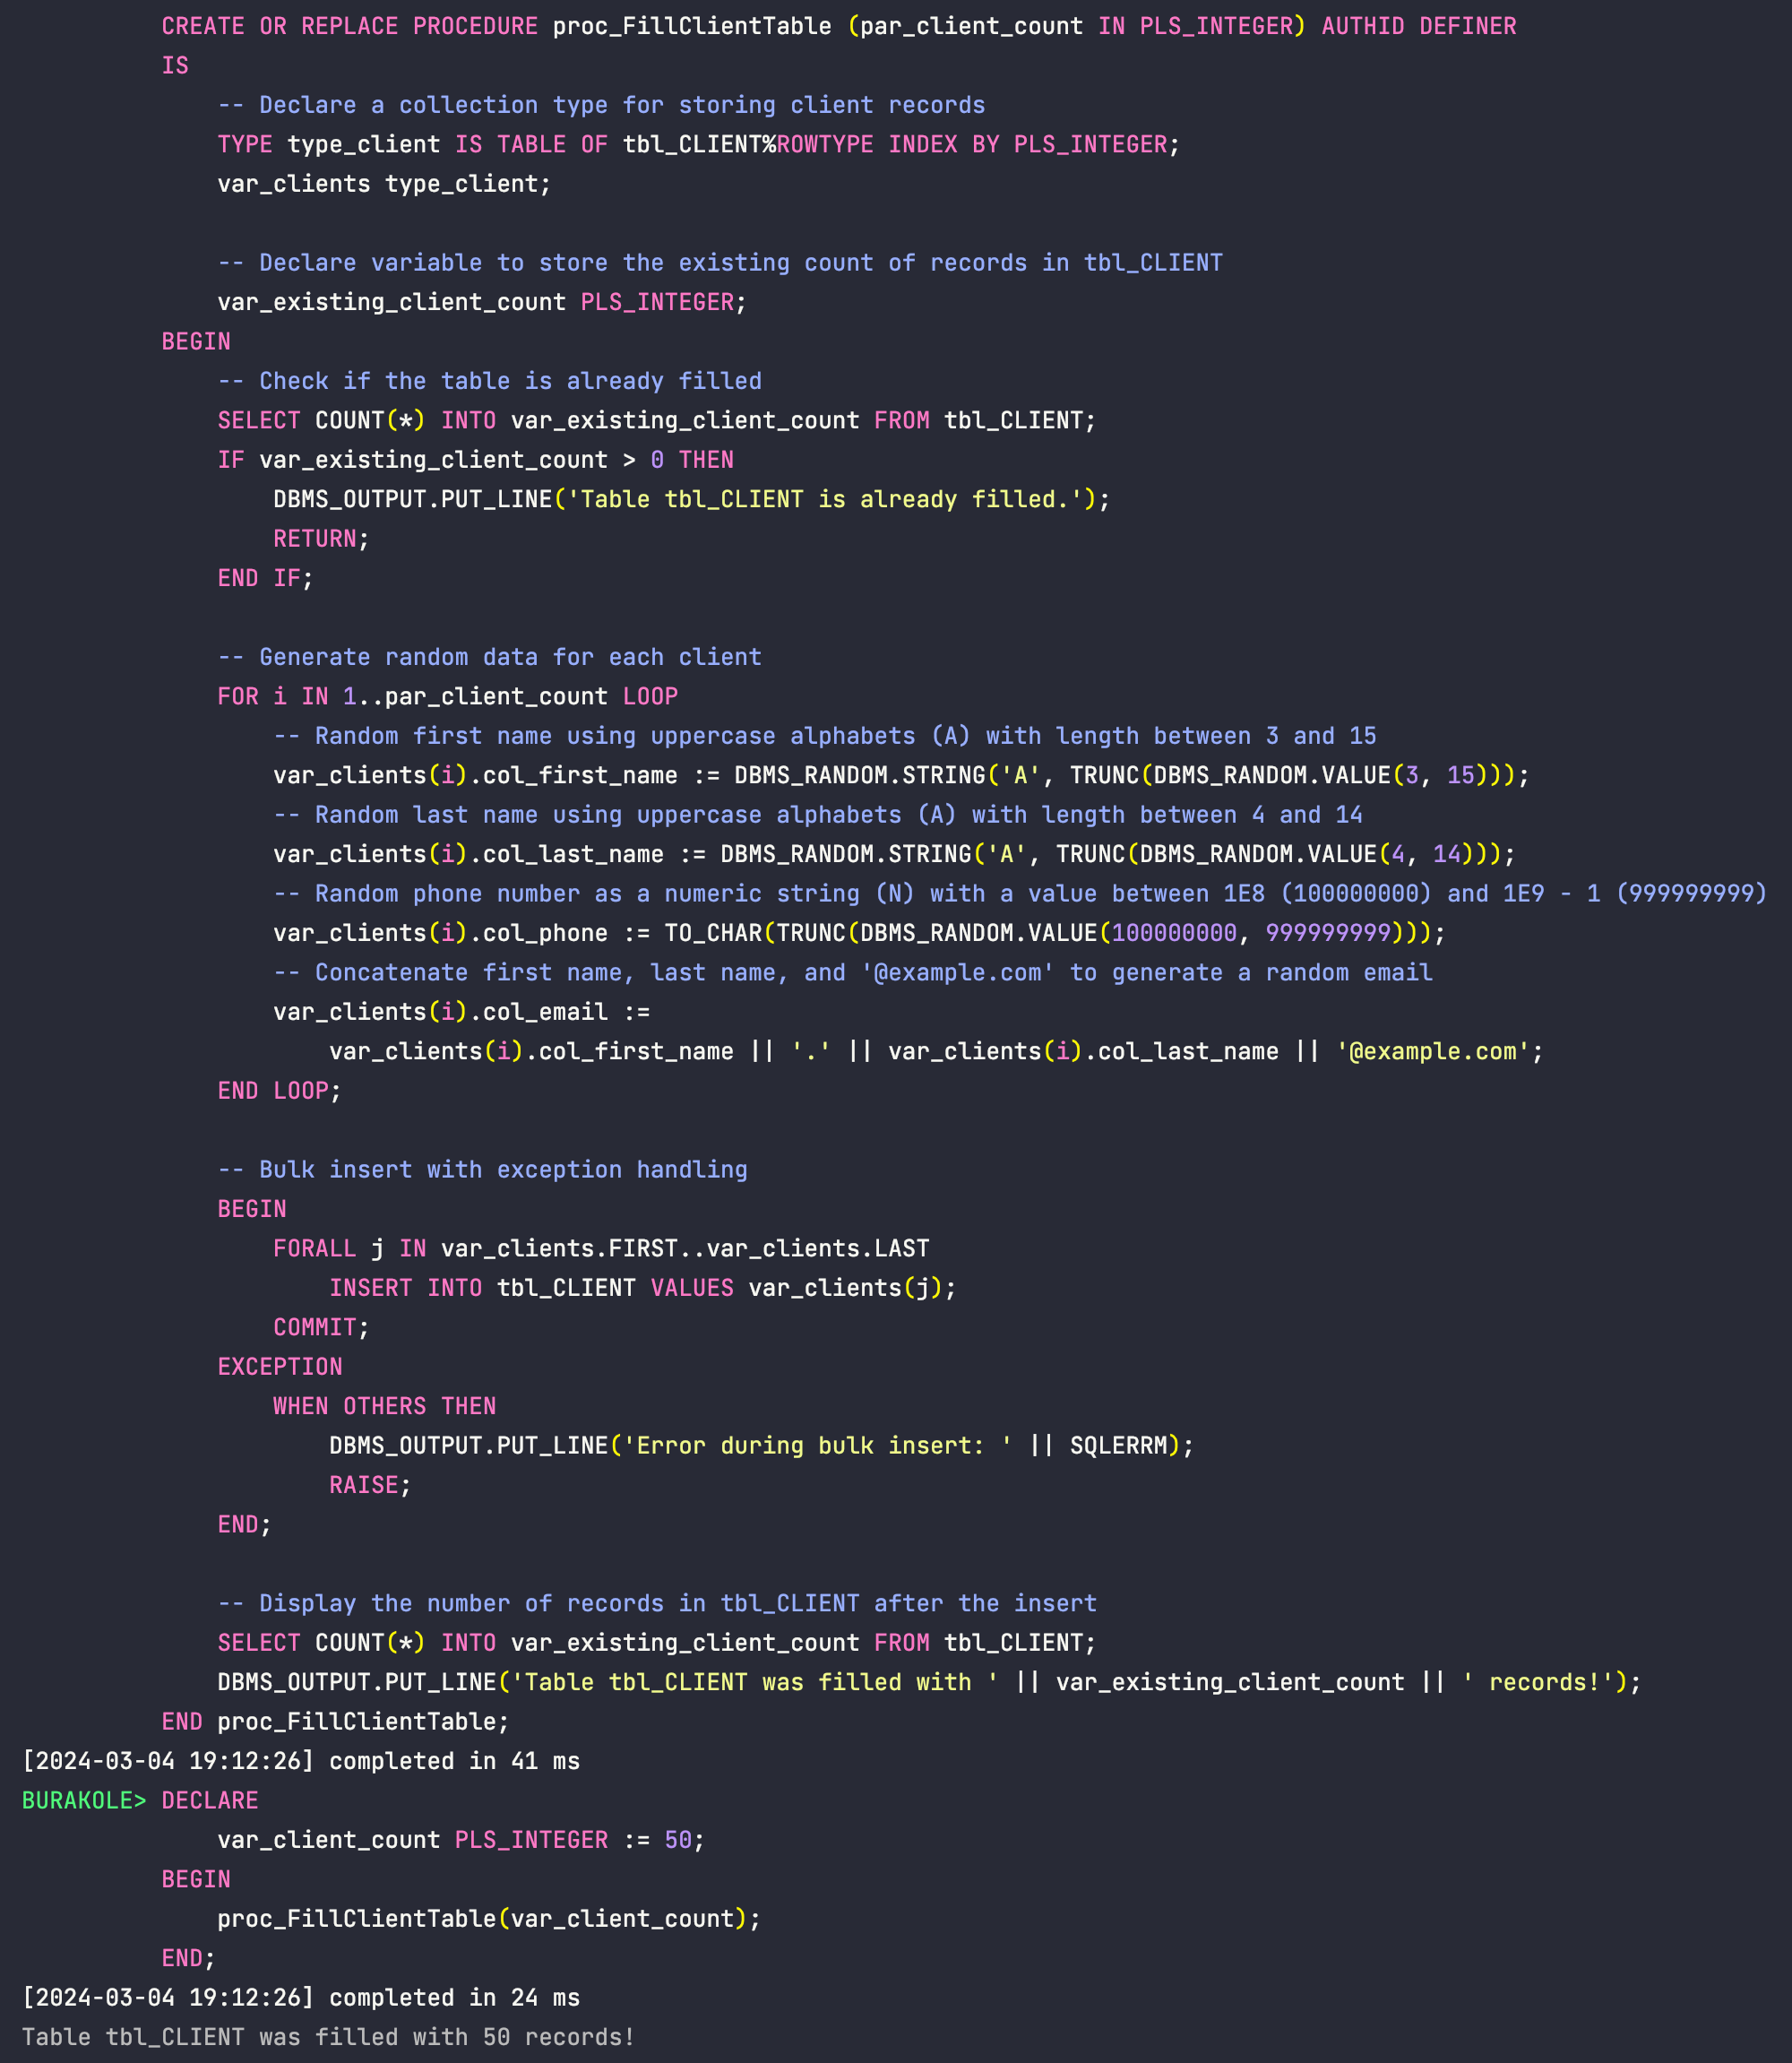 CREATE OR REPLACE PROCEDURE proc_FillClientTable (par_client_count IN PLS_INTEGER) AUTHID DEFINER
IS
-- Declare a collection type for storing client records
TYPE type_client IS TABLE OF tbl_CLIENT%ROWTYPE INDEX BY PLS_INTEGER;
var_clients type_client;
-- Declare variable to store the existing count of records in tbl_CLIENT
var_existing_client_count PLS_INTEGER;
BEGIN
-- Check if the table is already filled
SELECT COUNT(*) INTO var_existing_client_count FROM tbl_CLIENT;
IF var_existing_client_count > 0 THEN
DBMS_OUTPUT.PUT_LINE('Table tbl_CLIENT is already filled.');
RETURN;
END IF;
-- Generate random data for each client
FOR i IN 1..par_client_count LOOP
-- Random first name using uppercase alphabets (A) with length between 3 and 15
var_clients(i).col_first_name := DBMS_RANDOM.STRING('A', TRUNC(DBMS_RANDOM.VALUE(3, 15)));
-- Random last name using uppercase alphabets (A) with length between 4 and 14
var_clients(i).col_last_name := DBMS_RANDOM.STRING('A', TRUNC(DBMS_RANDOM.VALUE(4, 14)));
-- Random phone number as a numeric string (N) with a value between 1E8 (100000000) and 1E9 - 1 (999999999)
var_clients(i).col_phone := TO_CHAR(TRUNC(DBMS_RANDOM.VALUE(100000000, 999999999)));
-- Concatenate first name, last name, and '@example.com' to generate a random email
var_clients(i).col_email :=
var_clients(i).col_first_name || '.' || var_clients(i).col_last_name || '@example.com';
END LOOP;
-- Bulk insert with exception handling
BEGIN
FORALL j IN var_clients.FIRST..var_clients.LAST
INSERT INTO tbl_CLIENT VALUES var_clients(j);
COMMIT;
EXCEPTION
WHEN OTHERS THEN
DBMS_OUTPUT.PUT_LINE('Error during bulk insert: ' || SQLERRM);
RAISE;
END;
-- Display the number of records in tbl_CLIENT after the insert
SELECT COUNT(*) INTO var_existing_client_count FROM tbl_CLIENT;
DBMS_OUTPUT.PUT_LINE('Table tbl_CLIENT was filled with ' || var_existing_client_count || ' records!');
END proc_FillClientTable;
[2024-03-04 19:12:26] completed in 41 ms
BURAKOLE> DECLARE
var_client_count PLS_INTEGER := 50;
BEGIN
proc_FillClientTable(var_client_count);
END;
[2024-03-04 19:12:26] completed in 24 ms
Table tbl_CLIENT was filled with 50 records!